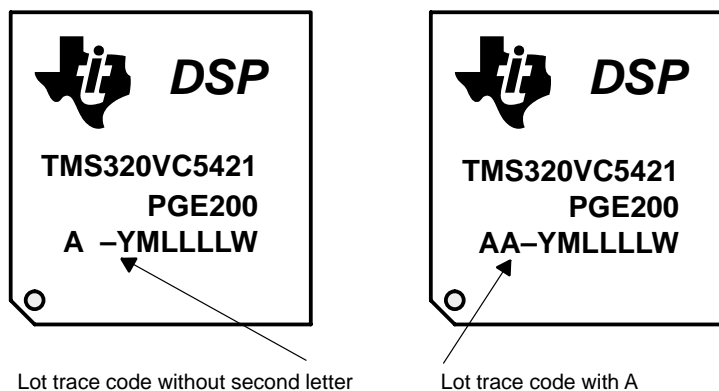 DSP
TMS320VC5421
PGE200
A –YMLLLLW
Lot trace code without second letter
DSP
TMS320VC5421
PGE200
AA–YMLLLLW
Lot trace code with A